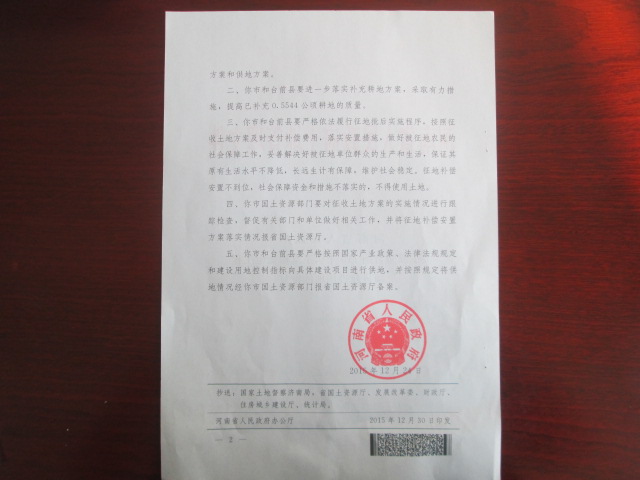 方案和供地方案。
二、你市和台前县要进一步落实补充耕地方案，采取有力措
施，提高已补充0.5544公顷耕地的质量。
三、你市和台前县要严格依法履行征地批后实施程序，按照征
收土地方案及时支付补偿费用，落实安置措施，做好被征地农民的
社会保障工作，妥善解决好被征地单位群众的生产和生活，保证其
原有生活水平不降低，长远生计有保障，维护社会稳定。征地补偿
安置不到位，社会保障资金和措施不落实的，不得使用土地。
四、你市国土资源部门要对征收土地方案的实施情况进行跟
踪检查，督促有关部门和单位做好相关工作，并将征地补偿安置
方案落实情况报省国土资源厅。
五、你市和台前县要严格按照国家产业政策、法律法规规定
和建设用地控制指标向具体建设项目进行供地，并按照规定将供
地情况经你市国土资源部门报省国土资源厅备案。
河南省人民政府
2015年12月24日
抄送：国家土地督察济南局，省国土资源厅、发展改革委、财政厅、
住房城乡建设厅、统计局。
河南省人民政府办公厅 2015年12月30日印发
— 2 —